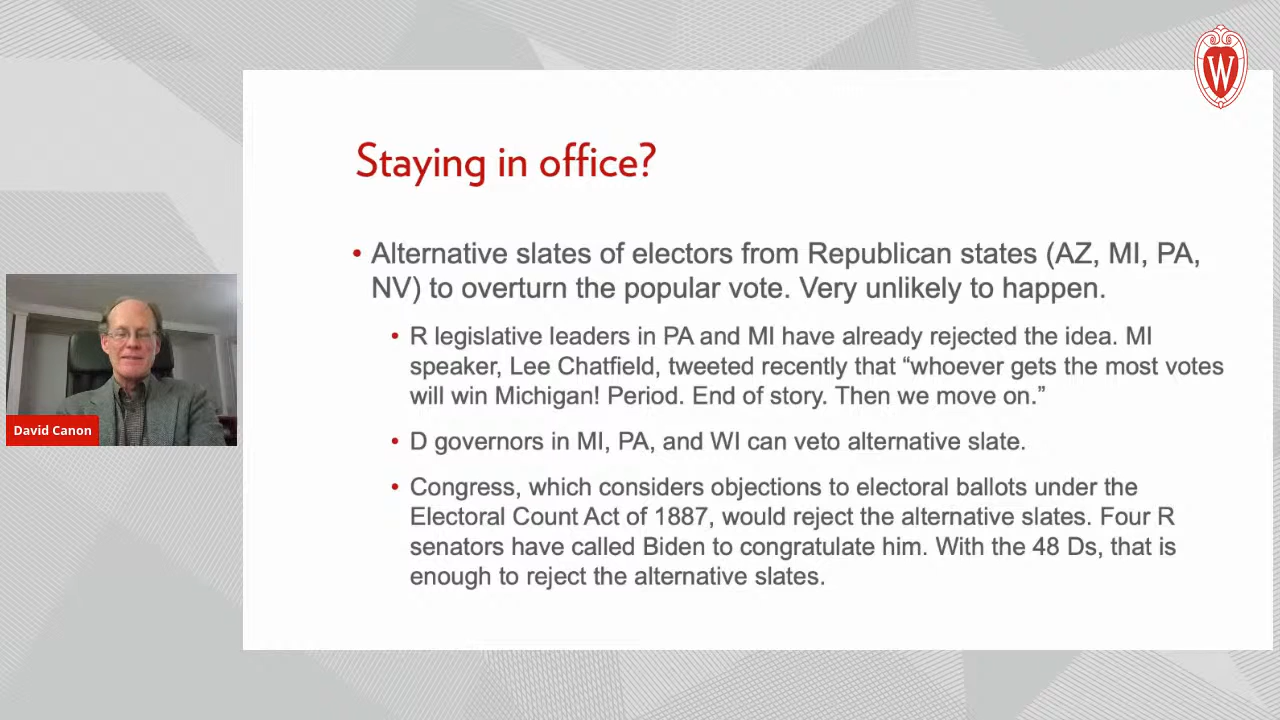 W
Staying in office?
• Alternative slates of electors from Republican states (AZ, MI, PA,
NV) to overturn the popular vote. Very unlikely to happen.
• R legislative leaders in PA and MI have already rejected the idea. MI
speaker, Lee Chatfield, tweeted recently that “whoever gets the most votes
will win Michigan! Period. End of story. Then we move on.”
• D governors in MI, PA, and WI can veto alternative slate.
• Congress, which considers objections to electoral ballots under the
Electoral Count Act of 1887, would reject the alternative slates. Four R
senators have called Biden to congratulate him. With the 48 Ds, that is
enough to reject the alternative slates.
David Canon